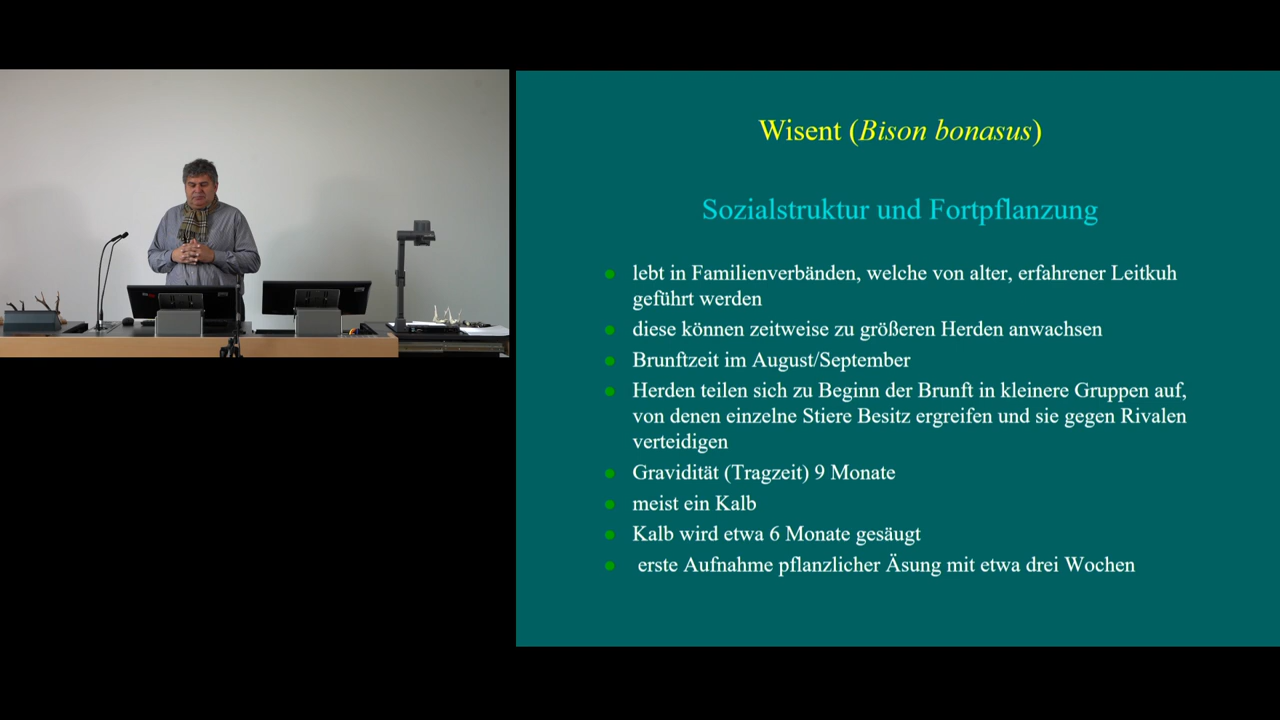 Wisent (Bison bonasus)
Sozialstruktur und Fortpflanzung
lebt in Familienverbänden, welche von alter, erfahrener Leitkuh
geführt werden
diese können zeitweise zu größeren Herden anwachsen
Brunftzeit im August/September
Herden teilen sich zu Beginn der Brunft in kleinere Gruppen auf,
von denen einzelne Stiere Besitz ergreifen und sie gegen Rivalen
verteidigen
Gravidität (Tragzeit) 9 Monate
meist ein Kalb
Kalb wird etwa 6 Monate gesäugt
erste Aufnahme pflanzlicher Äsung mit etwa drei Wochen